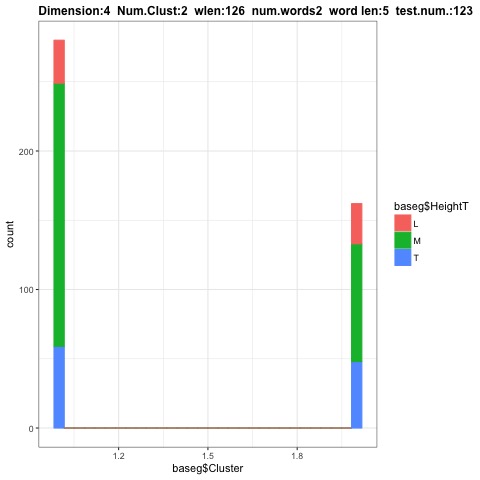 Dimension:4 Num.Clust:2 wlen:126 num.words2 word len:5 test.num.:123
200
100
0
count
1.2 1.5 1.8
baseg$Cluster
baseg$HeightT
L
M
T